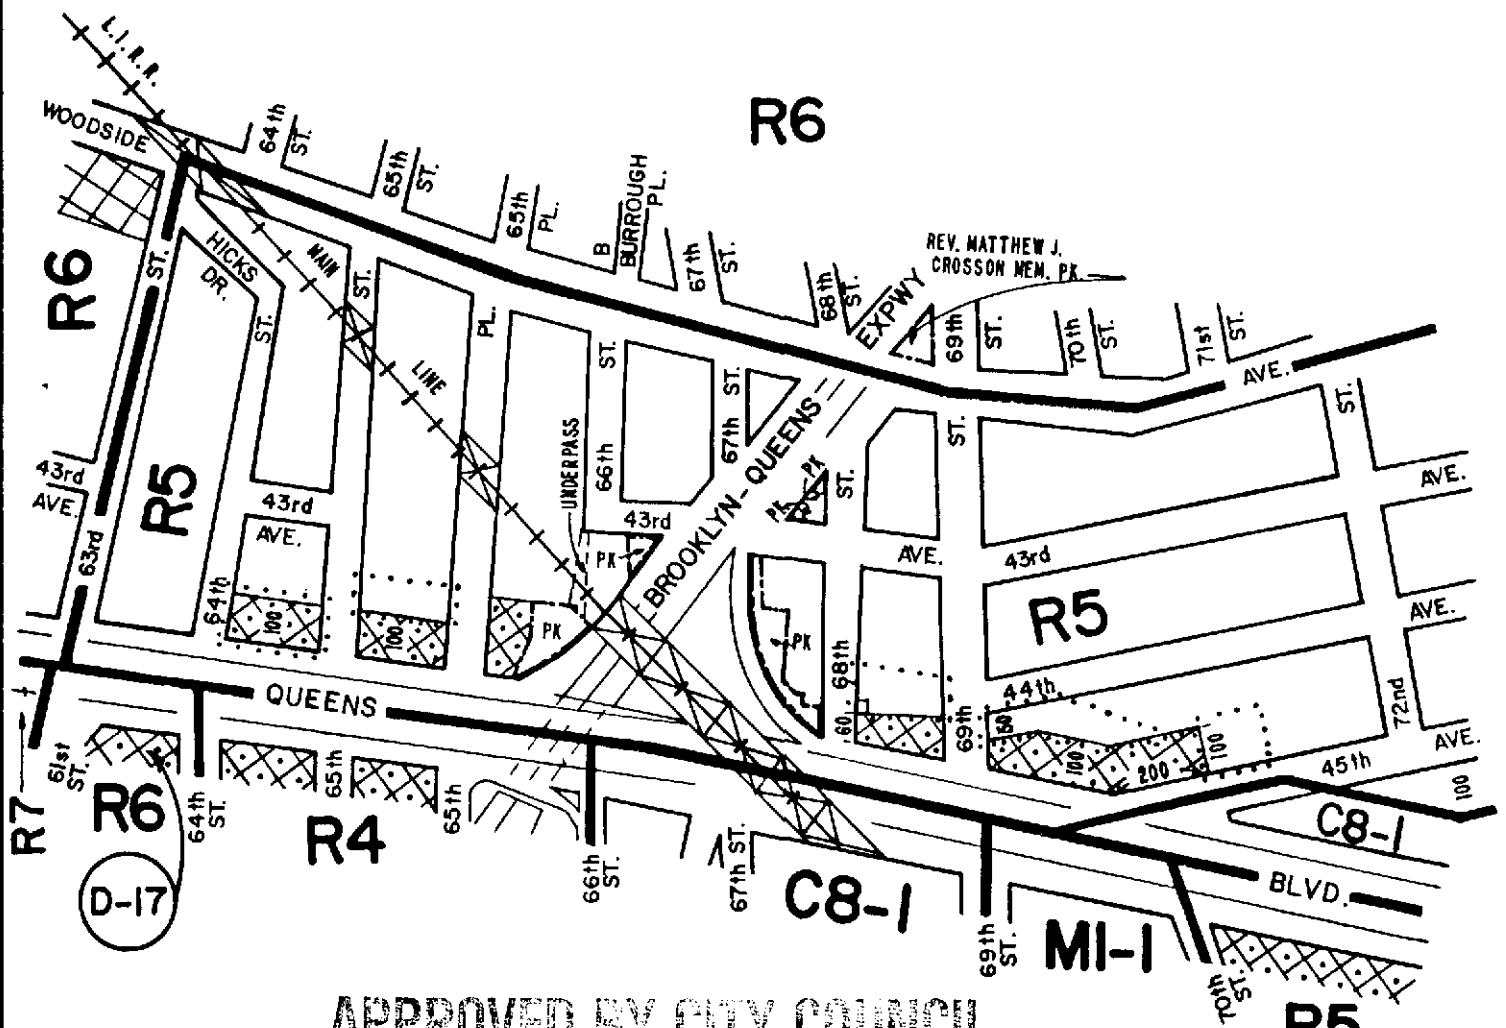 L.I.R.R.
WOODSIDE
64th
ST.
65th
ST.
65th
PL.
B
BURROUGH
PL.
67th
ST.
68th
ST.
EXPWY
R6
REV. MATTHEW J.
CROSSON MEM. PK.
69th
ST.
70th
ST.
71st
ST.
AVE.
R6
ST.
HICKS
DR.
MAIN
ST.
ST.
LINE
PL.
ST.
ST.
67th
66th
UNDERPASS
BROOKLYN-QUEENS
ST.
ST.
ST.
AVE.
43rd
AVE.
R5
63rd
43rd
AVE.
43rd
PK
PK
PK
PK
PK
AVE.
43rd
R5
AVE.
64th
100
100
68th
60
69th
44th
150
100
200
100
72nd
AVE.
45th
100
QUEENS
61st
ST.
R7
R6
64th
ST.
65th
R4
65th
66th
ST.
67th ST.
C8-1
C8-1
BLVD.
69th
ST.
M1-1
70th
ST.
R5
D-17
APPROVED BY CITY COUNCIL